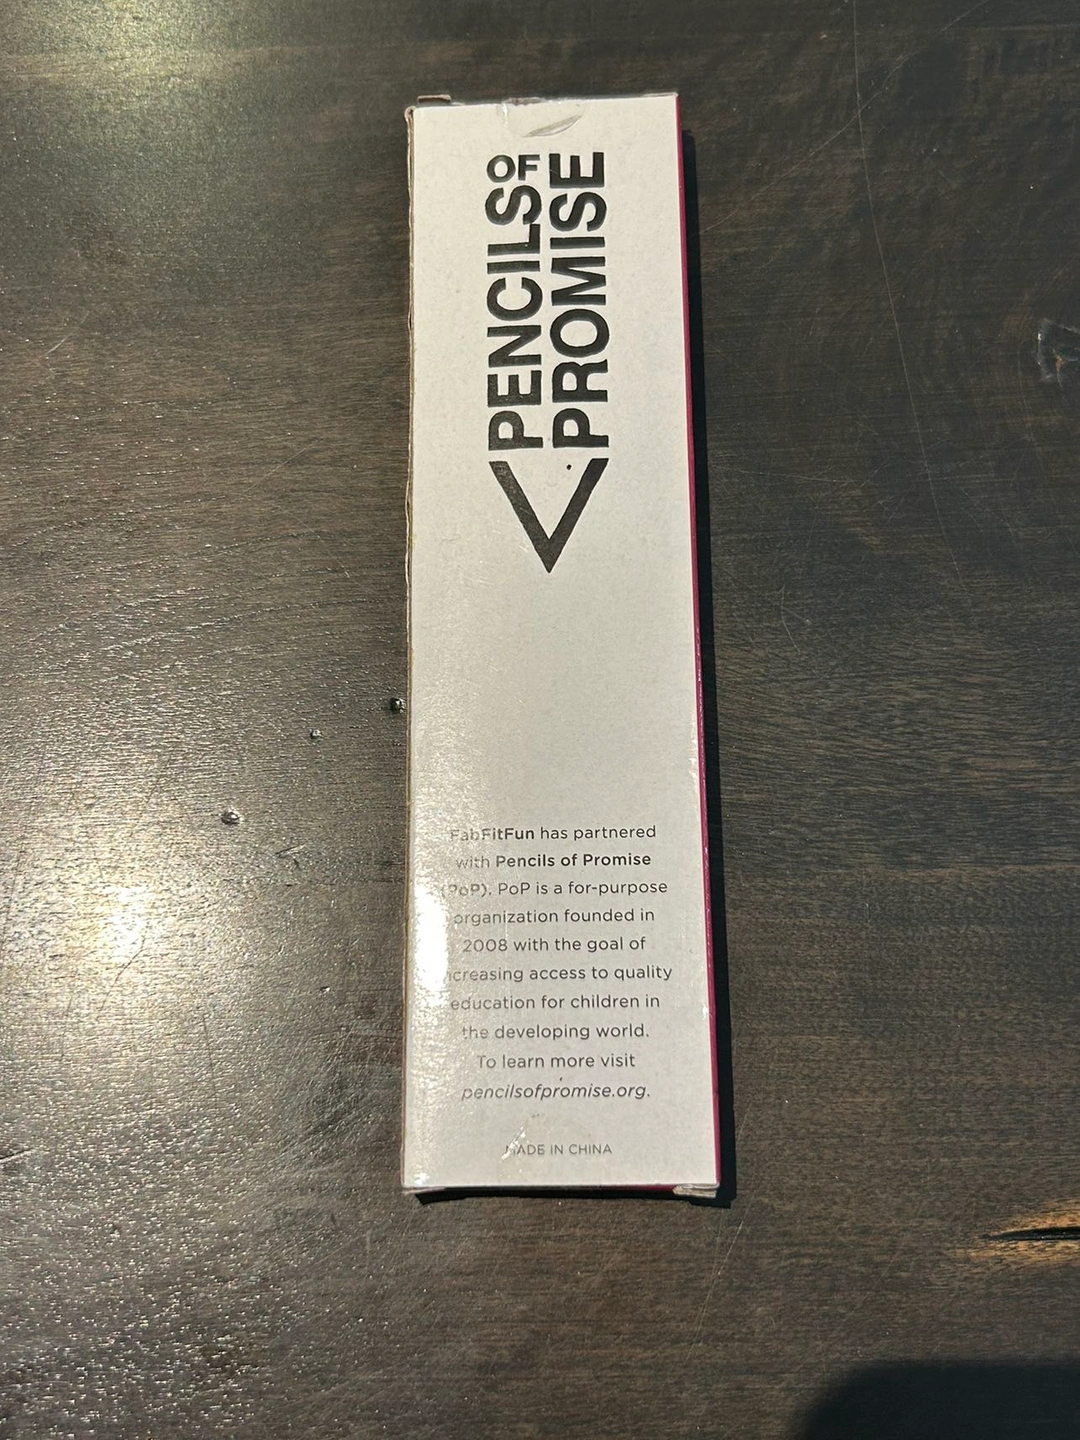 PENCILS OF
PROMISE
FabFitFun has partnered
with Pencils of Promise
(PoP). PoP is a for-purpose
organization founded in
2008 with the goal of
increasing access to quality
education for children in
the developing world.
To learn more visit
pencilsofpromise.org.
MADE IN CHINA